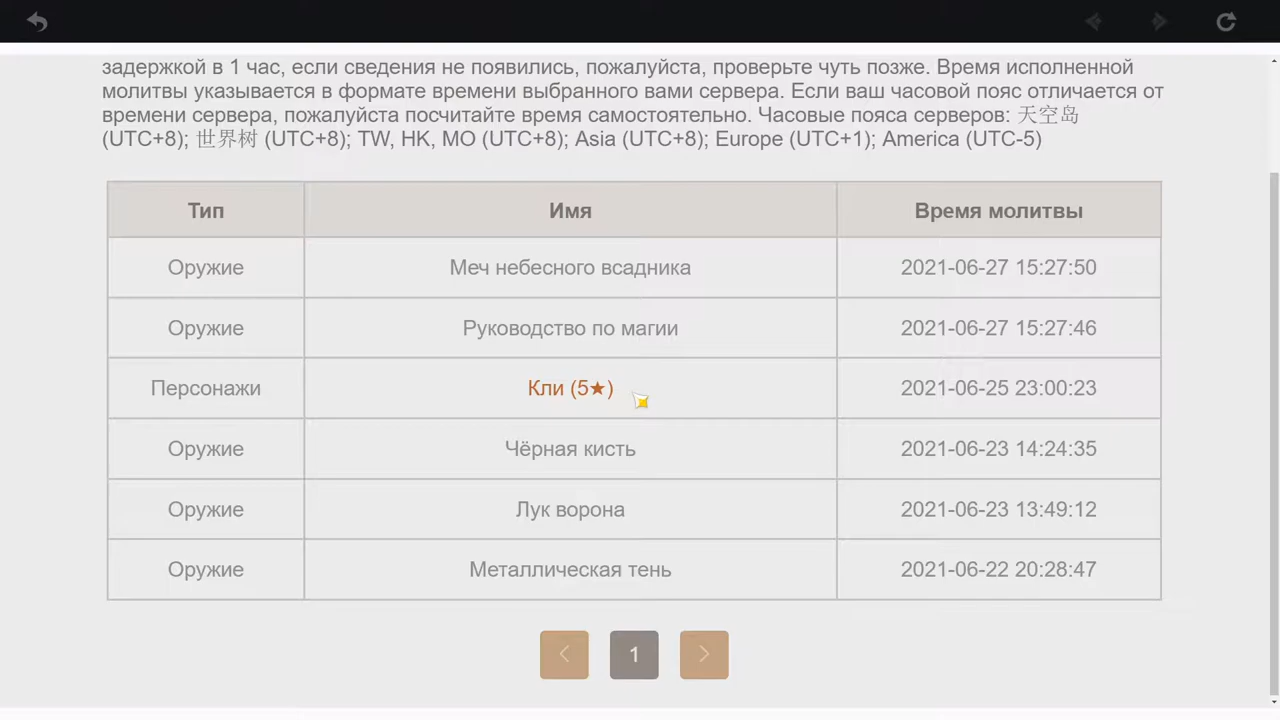 задержкой в 1 час, если сведения не появились, пожалуйста, проверьте чуть позже. Время исполненной
молитвы указывается в формате времени выбранного вами сервера. Если ваш часовой пояс отличается от
времени сервера, пожалуйста посчитайте время самостоятельно. Часовые пояса серверов: 天空岛
(UTC+8); 世界树 (UTC+8); TW, HK, MO (UTC+8); Asia (UTC+8); Europe (UTC+1); America (UTC-5)
Тип Имя Время молитвы
Оружие Меч небесного всадника 2021-06-27 15:27:50
Оружие Руководство по магии 2021-06-27 15:27:46
Персонажи Кли (5★) 2021-06-25 23:00:23
Оружие Чёрная кисть 2021-06-23 14:24:35
Оружие Лук ворона 2021-06-23 13:49:12
Оружие Металлическая тень 2021-06-22 20:28:47
1